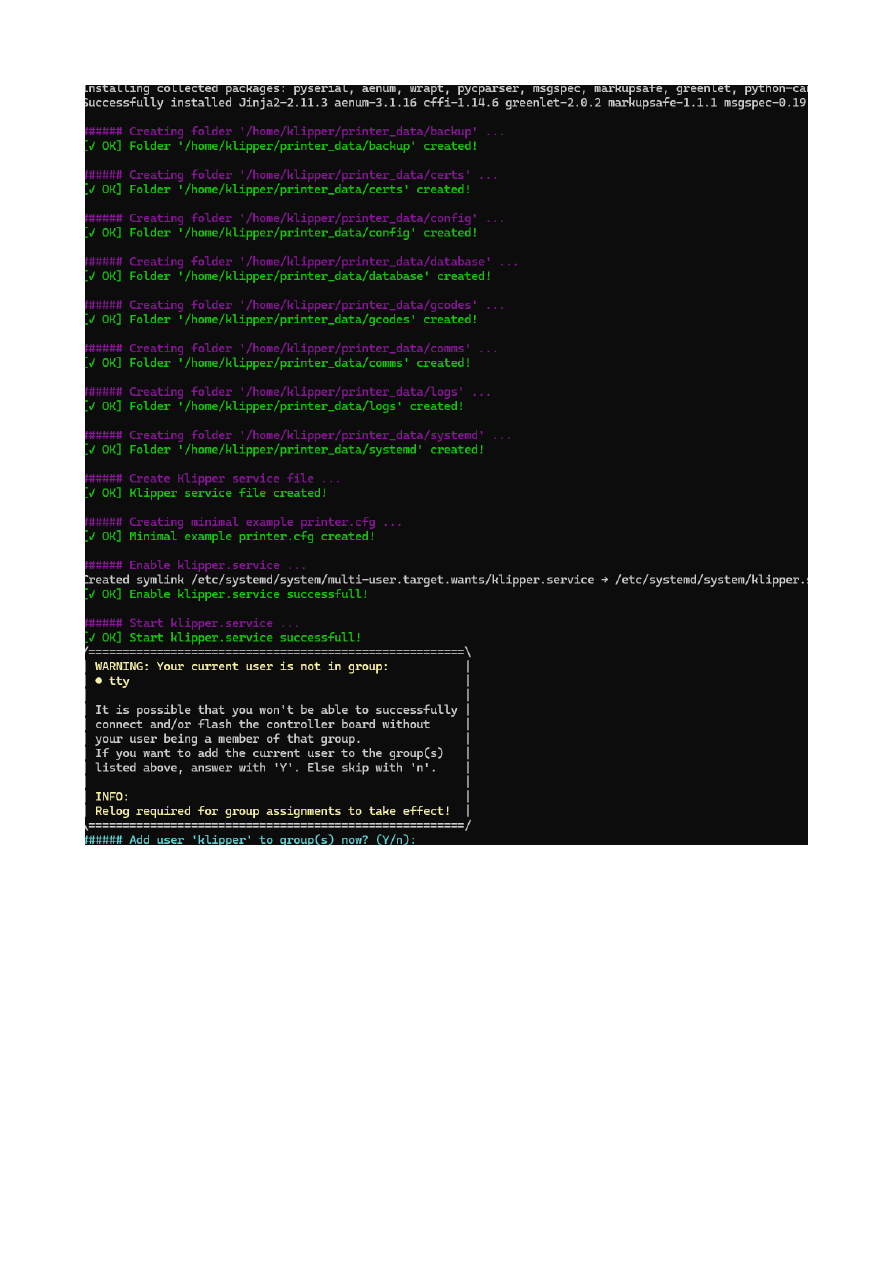 Installing collected packages: pyserial, aenum, wrapt, pycparser, msgspec, markupsafe, greenlet,
Successfully installed Jinja2-2.11.3 aenum-3.1.16 cffi-1.14.6 greenlet-2.0.2 markupsafe-1.1.1 msgspec-0.19
###### Creating folder '/home/klipper/printer_data/backup' ...
[✓ OK] Folder '/home/klipper/printer_data/backup' created!
###### Creating folder '/home/klipper/printer_data/certs' ...
[✓ OK] Folder '/home/klipper/printer_data/certs' created!
###### Creating folder '/home/klipper/printer_data/config' ...
[✓ OK] Folder '/home/klipper/printer_data/config' created!
###### Creating folder '/home/klipper/printer_data/database' ...
[✓ OK] Folder '/home/klipper/printer_data/database' created!
###### Creating folder '/home/klipper/printer_data/gcodes' ...
[✓ OK] Folder '/home/klipper/printer_data/gcodes' created!
###### Creating folder '/home/klipper/printer_data/comms' ...
[✓ OK] Folder '/home/klipper/printer_data/comms' created!
###### Creating folder '/home/klipper/printer_data/logs' ...
[✓ OK] Folder '/home/klipper/printer_data/logs' created!
###### Creating folder '/home/klipper/printer_data/systemd' ...
[✓ OK] Folder '/home/klipper/printer_data/systemd' created!
###### Create Klipper service file ...
[✓ OK] Klipper service file created!
###### Creating minimal example printer.cfg ...
[✓ OK] Minimal example printer.cfg created!
###### Enable klipper.service ...
Created symlink /etc/systemd/system/multi-user.target.wants/klipper.service → /etc/systemd/system/klipper.s
[✓ OK] Enable klipper.service successfull!
###### Start klipper.service ...
[✓ OK] Start klipper.service successfull!
WARNING: Your current user is not in group:
● tty
It is possible that you won't be able to successfully
connect and/or flash the controller board without
your user being a member of that group.
If you want to add the current user to the group(s)
listed above, answer with 'Y'. Else skip with 'n'.
INFO:
Relog required for group assignments to take effect!
###### Add user 'klipper' to group(s) now? (Y/n):